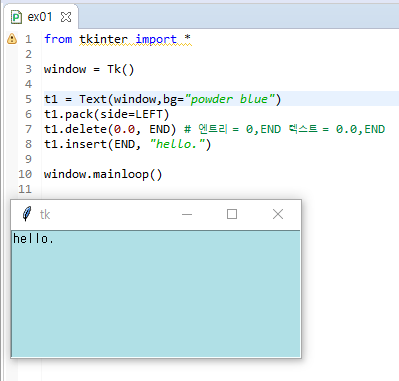 ex01
1 from tkinter import *
2
3 window = Tk()
4
5 t1 = Text(window,bg="powder blue")
6 t1.pack(side=LEFT)
7 t1.delete(0.0, END) # 엔트리 = 0,END 텍스트 = 0.0,END
8 t1.insert(END, "hello.")
9
10 window.mainloop()
11
tk
hello.